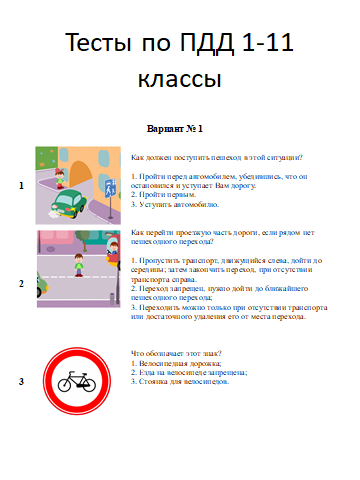 Тесты по ПДД 1-11
классы
Вариант № 1
1
Как должен поступить пешеход в этой ситуации?
1. Пройти перед автомобилем, убедившись, что он
остановился и уступает Вам дорогу.
2. Пройти первым.
3. Уступить автомобилю.
2
Как перейти проезжую часть дороги, если рядом нет
пешеходного перехода?
1. Пропустить транспорт, движущийся слева, дойти до
середины; затем закончить переход, при отсутствии
транспорта справа.
2. Переход запрещен, нужно дойти до ближайшего
пешеходного перехода;
3. Переходить можно только при отсутствии транспорта
или достаточного удаления его от места перехода.
3
Что обозначает этот знак?
1. Велосипедная дорожка;
2. Езда на велосипеде запрещена;
3. Стоянка для велосипедов.